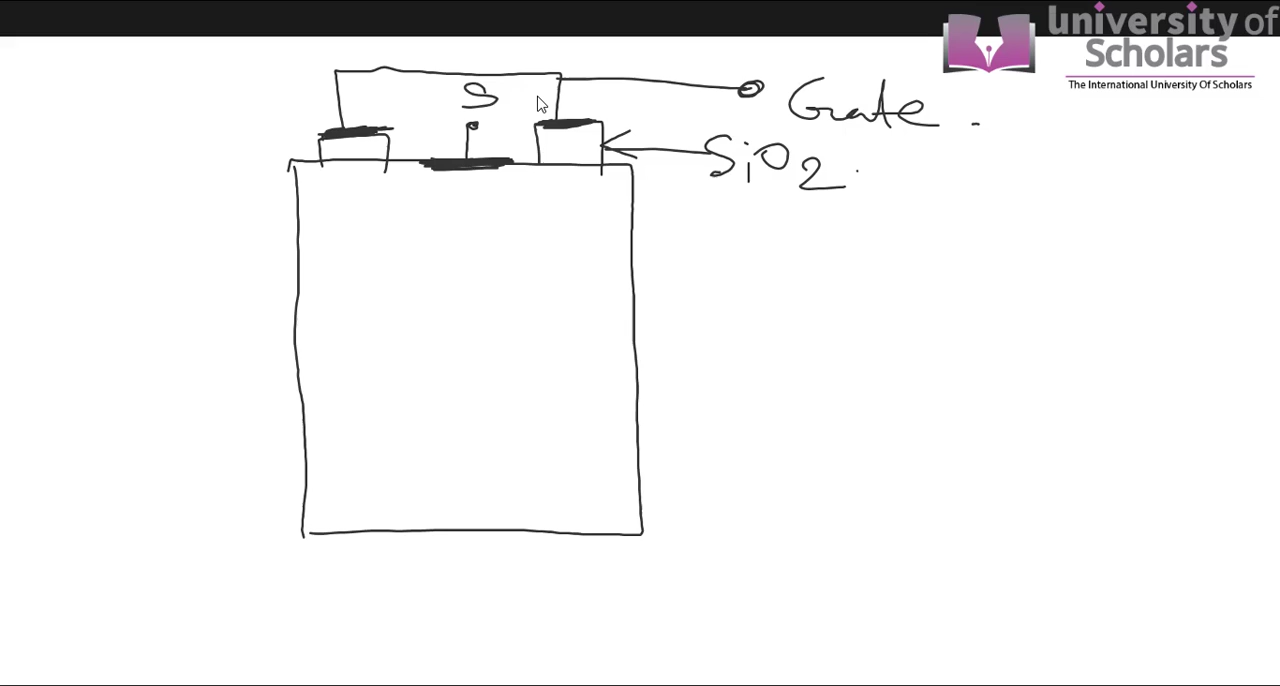 University of
Scholars
The International University Of Scholars
S
Gate.
SiO2.